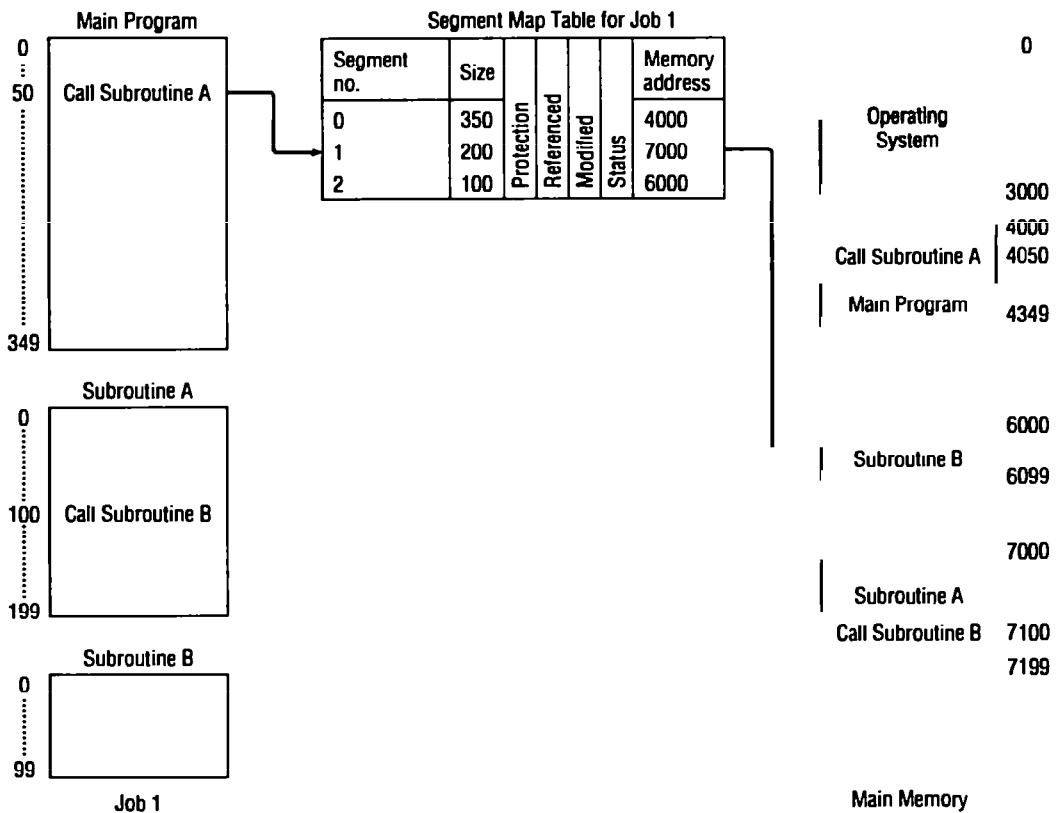 Main Program
0
50
Call Subroutine A
349
Subroutine A
0
100
Call Subroutine B
199
Subroutine B
0
99
Job 1
Segment Map Table for Job 1
Segment no.
Size
Protection
Referenced
Modified
Status
Memory address
0 350 4000
1 200 7000
2 100 6000
0
Operating
System
3000
4000
Call Subroutine A 4050
Main Program 4349
6000
Subroutine B
6099
7000
Subroutine A
Call Subroutine B 7100
7199
Main Memory